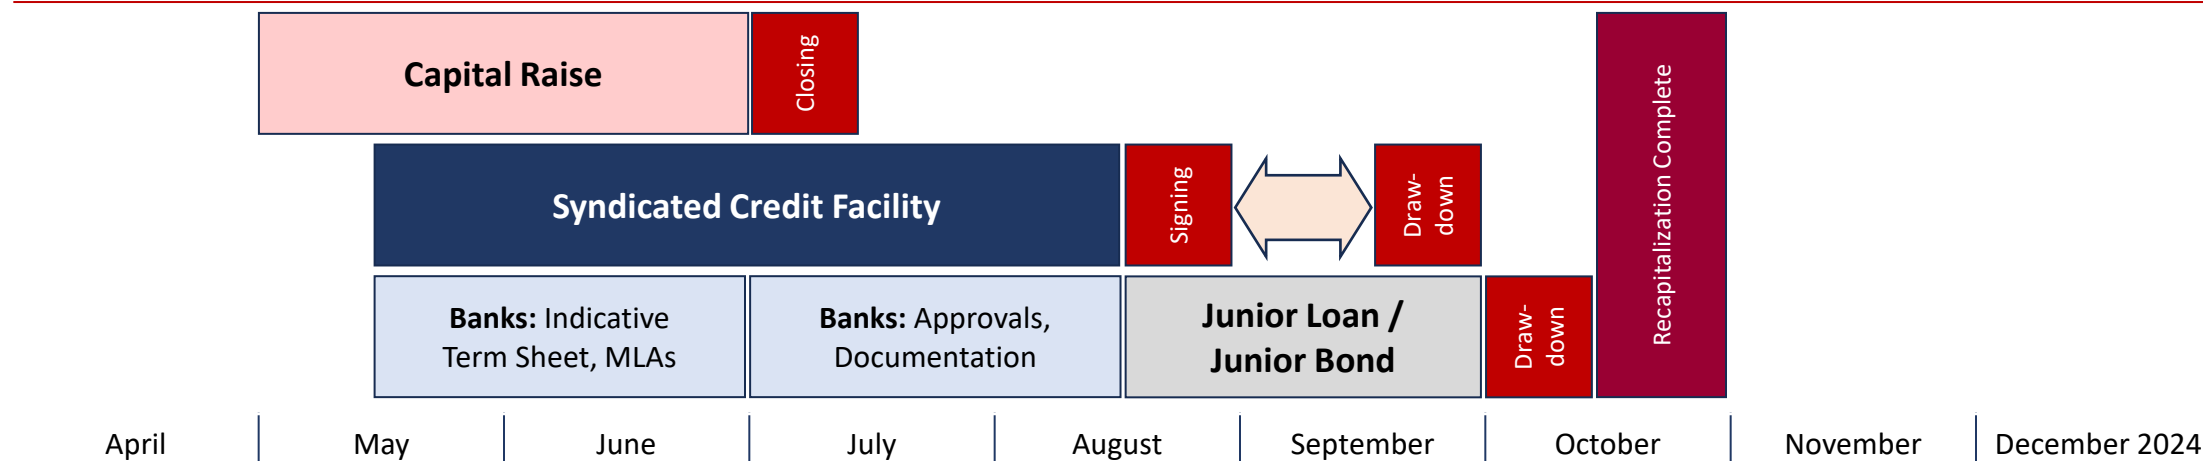 Capital Raise
Closing
Syndicated Credit Facility
Signing
Draw-
down
Recapitalization Complete
Banks: Indicative
Term Sheet, MLAs
Banks: Approvals,
Documentation
Junior Loan /
Junior Bond
Draw-
down
April
May
June
July
August
September
October
November
December 2024